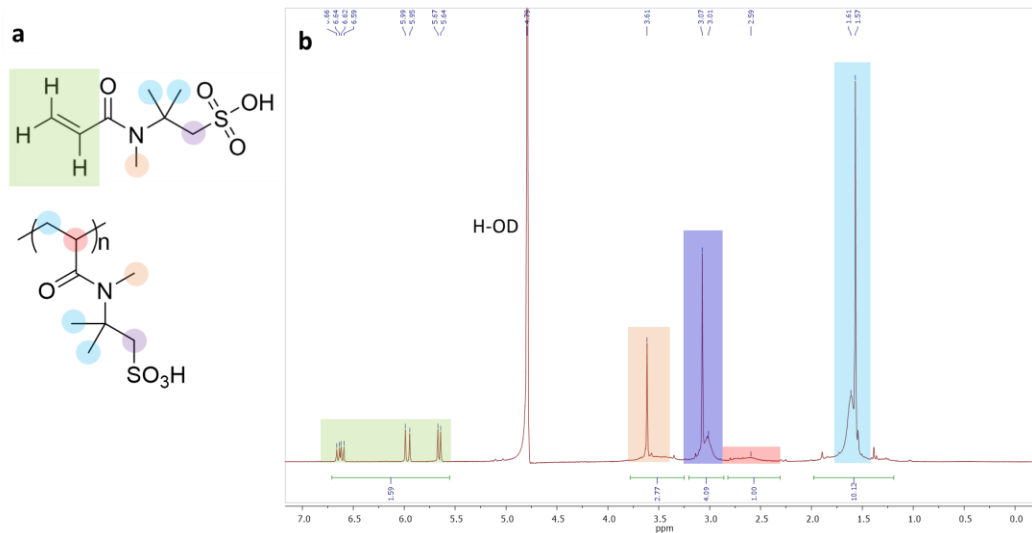 a
H
H
H
O
N
O
S
OH
O
n
O
N
SO₃H
b
6.64
6.62
6.59
5.99
5.95
5.67
5.64
4.79
3.61
3.07
3.01
2.59
1.61
1.57
H-OD
1.59
2.77
4.09
1.00
10.12
7.0 6.5 6.0 5.5 5.0 4.5 4.0 3.5 3.0 2.5 2.0 1.5 1.0 0.5 0.0
ppm